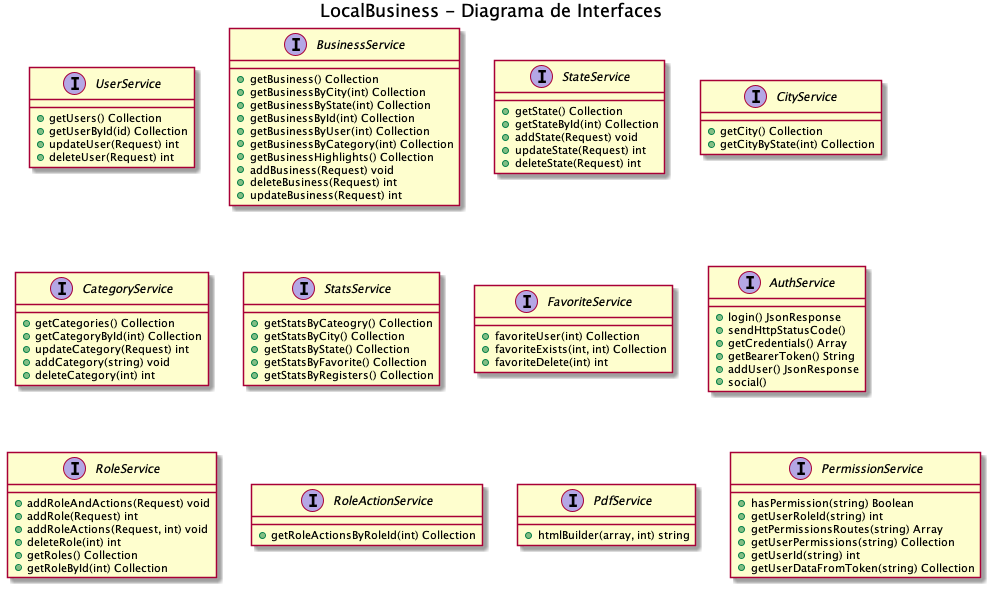 LocalBusiness - Diagrama de Interfaces
I UserService
getUsers() Collection
getUserById(id) Collection
updateUser(Request) int
deleteUser(Request) int
I BusinessService
getBusiness() Collection
getBusinessByCity(int) Collection
getBusinessByState(int) Collection
getBusinessById(int) Collection
getBusinessByUser(int) Collection
getBusinessByCategory(int) Collection
getBusinessHighlights() Collection
addBusiness(Request) void
deleteBusiness(Request) int
updateBusiness(Request) int
I StateService
getState() Collection
getStateById(int) Collection
addState(Request) void
updateState(Request) int
deleteState(Request) int
I CityService
getCity() Collection
getCityByState(int) Collection
I CategoryService
getCategories() Collection
getCategoryById(int) Collection
updateCategory(Request) int
addCategory(string) void
deleteCategory(int) int
I StatsService
getStatsByCateogry() Collection
getStatsByCity() Collection
getStatsByState() Collection
getStatsByFavorite() Collection
getStatsByRegisters() Collection
I FavoriteService
favoriteUser(int) Collection
favoriteExists(int, int) Collection
favoriteDelete(int) int
I AuthService
login() JsonResponse
sendHttpStatusCode()
getCredentials() Array
getBearerToken() String
addUser() JsonResponse
social()
I RoleService
addRoleAndActions(Request) void
addRole(Request) int
addRoleActions(Request, int) void
deleteRole(int) int
getRoles() Collection
getRoleById(int) Collection
I RoleActionService
getRoleActionsByRoleId(int) Collection
I PdfService
htmlBuilder(array, int) string
I PermissionService
hasPermission(string) Boolean
getUserRoleId(string) int
getPermissionsRoutes(string) Array
getUserPermissions(string) Collection
getUserId(string) int
getUserDataFromToken(string) Collection